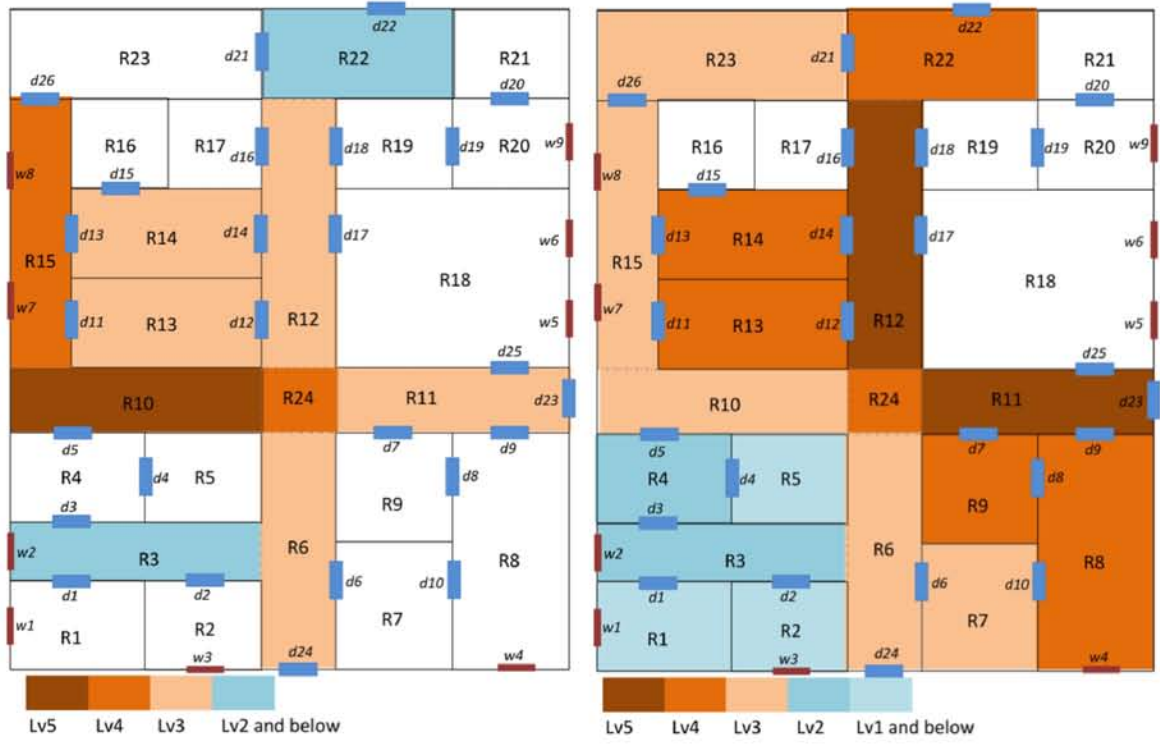 d22
R23
d21
R22
R21
d26
d20
R16
R17
d16
d18
R19
d19
R20
w9
w8
d15
d13
R14
d14
d17
w6
R15
R18
w7
d11
R13
d12
R12
w5
d25
R10
R24
R11
d23
d5
d7
d9
R4
d4
R5
d8
R9
d3
w2
R3
R6
R8
d1
d2
d6
d10
w1
R1
R2
R7
w3
d24
w4
Lv5
Lv4
Lv3
Lv2 and below
d22
R23
d21
R22
R21
d26
d20
R16
R17
d16
d18
R19
d19
R20
w9
w8
d15
d13
R14
d14
d17
w6
R15
R18
w7
d11
R13
d12
R12
w5
d25
R10
R24
R11
d23
d5
d7
d9
R4
d4
R5
d8
R9
d3
w2
R3
R6
R8
d1
d2
d6
d10
w1
R1
R2
R7
w3
d24
w4
Lv5
Lv4
Lv3
Lv2
Lv1 and below